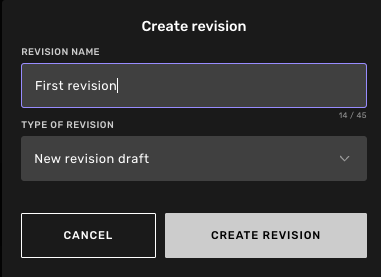 Create revision
REVISION NAME
First revision
14 / 45
TYPE OF REVISION
New revision draft
CANCEL
CREATE REVISION